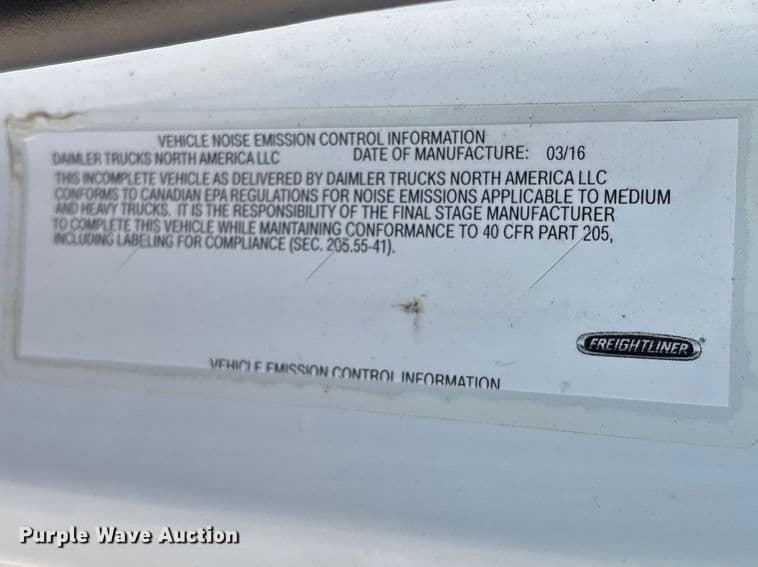 VEHICLE NOISE EMISSION CONTROL INFORMATION
DAIMLER TRUCKS NORTH AMERICA LLC DATE OF MANUFACTURE: 03/16
THIS INCOMPLETE VEHICLE AS DELIVERED BY DAIMLER TRUCKS NORTH AMERICA LLC
CONFORMS TO CANADIAN EPA REGULATIONS FOR NOISE EMISSIONS APPLICABLE TO MEDIUM
AND HEAVY TRUCKS. IT IS THE RESPONSIBILITY OF THE FINAL STAGE MANUFACTURER
TO COMPLETE THIS VEHICLE WHILE MAINTAINING CONFORMANCE TO 40 CFR PART 205,
INCLUDING LABELING FOR COMPLIANCE (SEC. 205.55-41).
FREIGHTLINER
VEHICLE EMISSION CONTROL INFORMATION
Purple Wave Auction